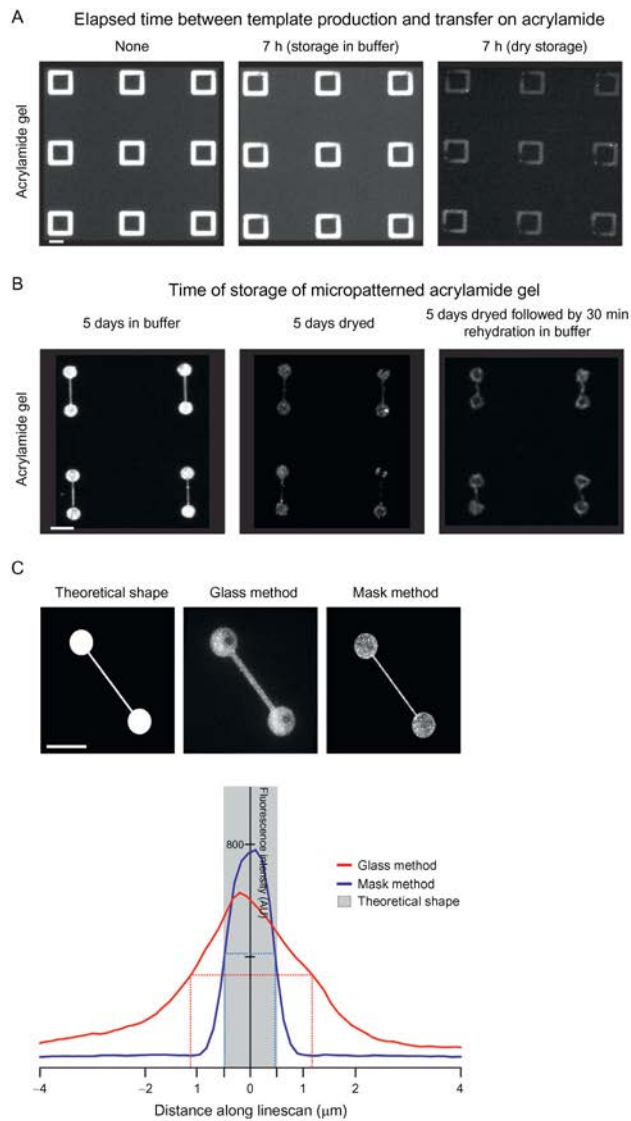 A
Elapsed time between template production and transfer on acrylamide
None
7 h (storage in buffer)
7 h (dry storage)
Acrylamide gel
B
Time of storage of micropatterned acrylamide gel
5 days in buffer
5 days dryed
5 days dryed followed by 30 min
rehydration in buffer
Acrylamide gel
C
Theoretical shape
Glass method
Mask method
800
Fluorescence intensity (AU)
Glass method
Mask method
Theoretical shape
−4
−2
1
0
1
2
4
Distance along linescan (μm)